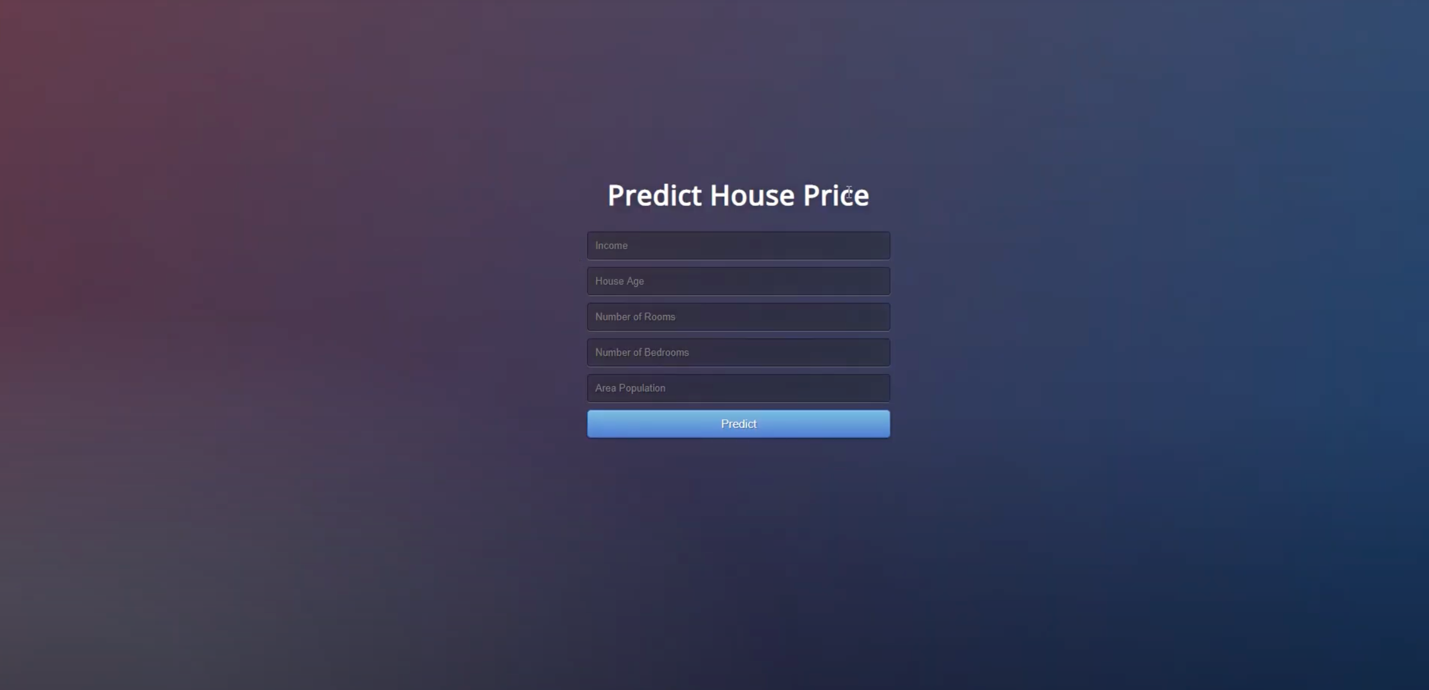 Predict House Price
Income
House Age
Number of Rooms
Number of Bedrooms
Area Population
Predict